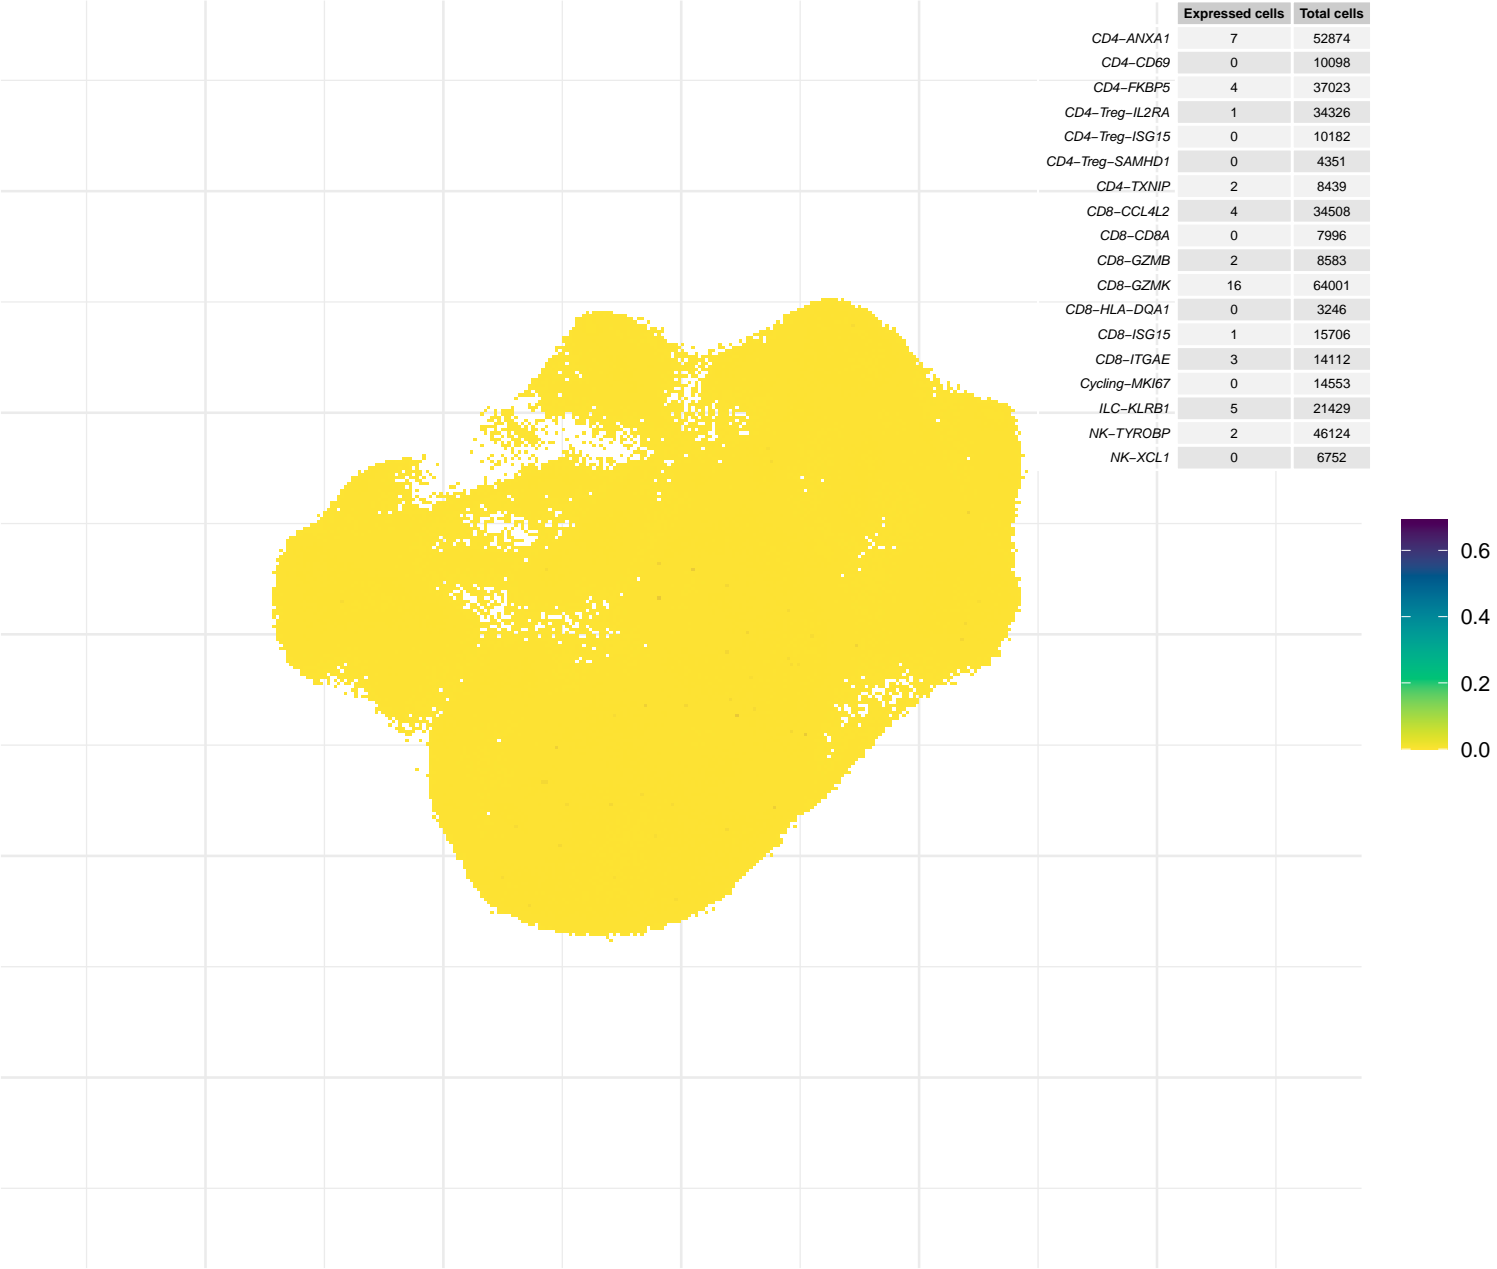 Expressed cells Total cells
CD4−ANXA1 7 52874
CD4−CD69 0 10098
CD4−FKBP5 4 37023
CD4−Treg−IL2RA 1 34326
CD4−Treg−ISG15 0 10182
CD4−Treg−SAMHD1 0 4351
CD4−TXNIP 2 8439
CD8−CCL4L2 4 34508
CD8−CD8A 0 7996
CD8−GZMB 2 8583
CD8−GZMK 16 64001
CD8−HLA−DQA1 0 3246
CD8−ISG15 1 15706
CD8−ITGAE 3 14112
Cycling−MKI67 0 14553
ILC−KLRB1 5 21429
NK−TYROBP 2 46124
NK−XCL1 0 6752
0.6
0.4
0.2
0.0